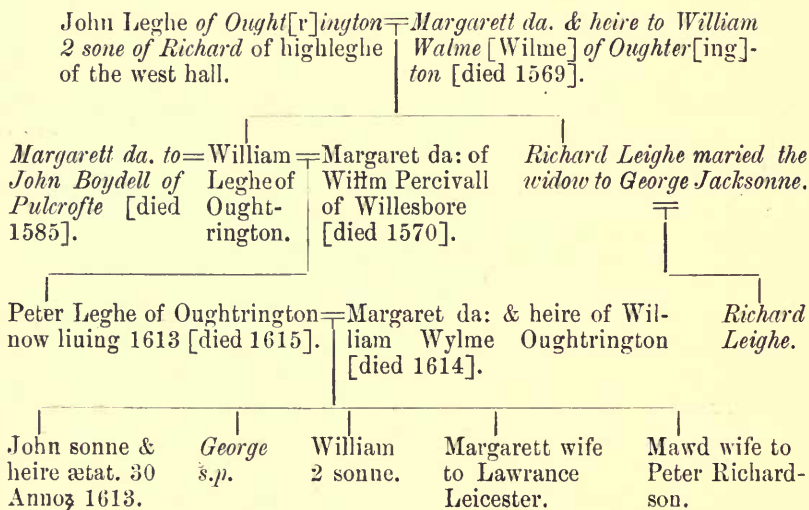 John Leghe of Ought[r]ington
2 sone of Richard of highleghe
of the west hall.
Margarett da. & heire to William
Walme [Wilme] of Oughter[ing]-
ton [died 1569].
Margarett da. to
John Boydell of
Pulcrofte [died
1585].
William
Leghe of
Ought-
rington.
Margaret da: of
Willm Percivall
of Willesbore
[died 1570].
Richard Leighe maried the
widow to George Jacksonne.
Peter Leghe of Oughtrington
now liuing 1613 [died 1615].
Margaret da: & heire of Wil-
liam Wylme Oughtrington
[died 1614].
Richard
Leighe.
John sonne &
heire ætat. 30
Annoȝ 1613.
George
s.p.
William
2 sonne.
Margarett wife
to Lawrance
Leicester.
Mawd wife to
Peter Richard-
son.